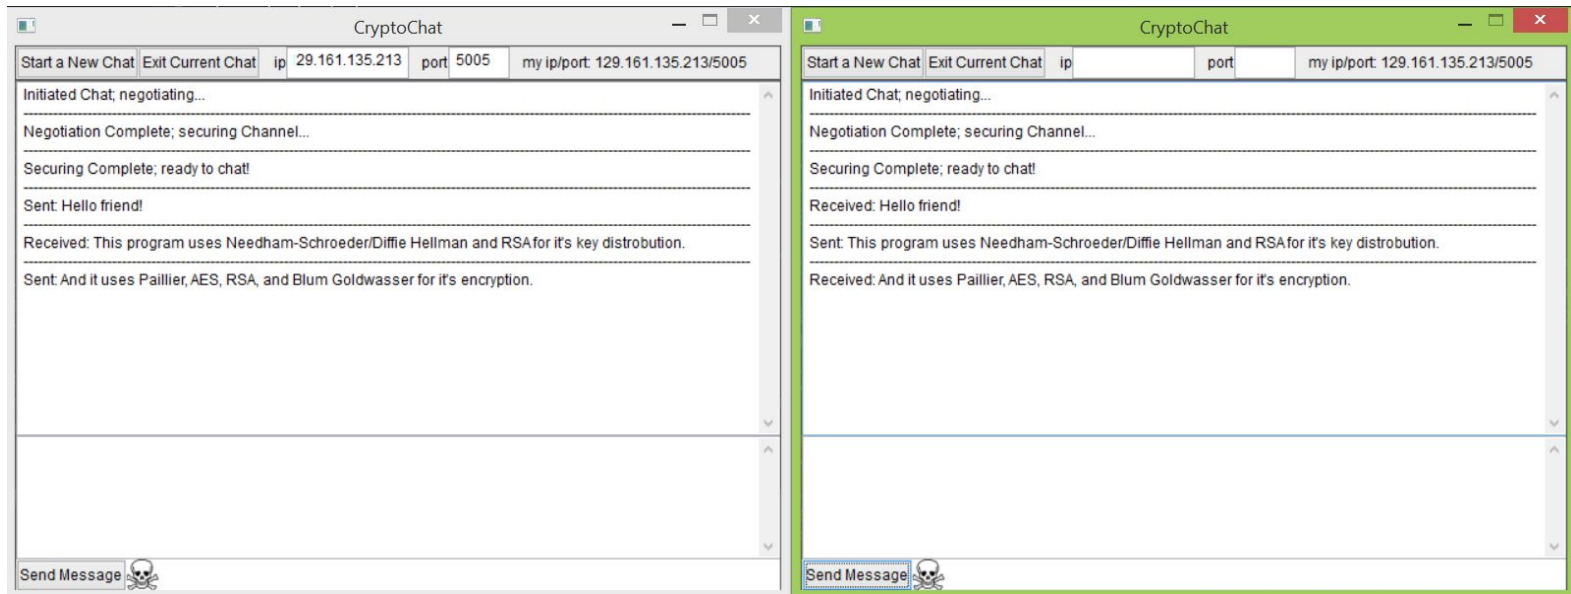 CryptoChat
Start a New Chat Exit Current Chat ip 29.161.135.213 port 5005 my ip/port: 129.161.135.213/5005
Initiated Chat; negotiating...
Negotiation Complete; securing Channel...
Securing Complete; ready to chat!
Sent: Hello friend!
Received: This program uses Needham-Schroeder/Diffie Hellman and RSA for it's key distrobution.
Sent: And it uses Paillier, AES, RSA, and Blum Goldwasser for it's encryption.
Send Message
CryptoChat
Start a New Chat Exit Current Chat ip port my ip/port: 129.161.135.213/5005
Initiated Chat; negotiating...
Negotiation Complete; securing Channel...
Securing Complete; ready to chat!
Received: Hello friend!
Sent: This program uses Needham-Schroeder/Diffie Hellman and RSA for it's key distrobution.
Received: And it uses Paillier, AES, RSA, and Blum Goldwasser for it's encryption.
Send Message